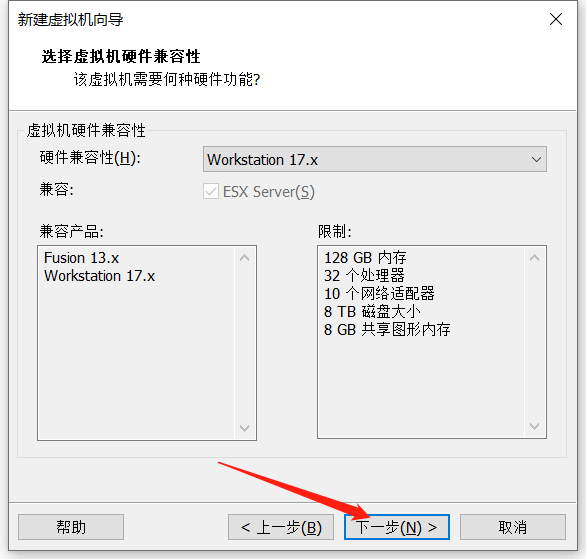 新建虚拟机向导
选择虚拟机硬件兼容性
该虚拟机需要何种硬件功能?
虚拟机硬件兼容性
硬件兼容性(H):
Workstation 17.x
兼容:
ESX Server(S)
兼容产品:
Fusion 13.x
Workstation 17.x
限制:
128 GB 内存
32 个处理器
10 个网络适配器
8 TB 磁盘大小
8 GB 共享图形内存
帮助
< 上一步(B)
下一步(N) >
取消